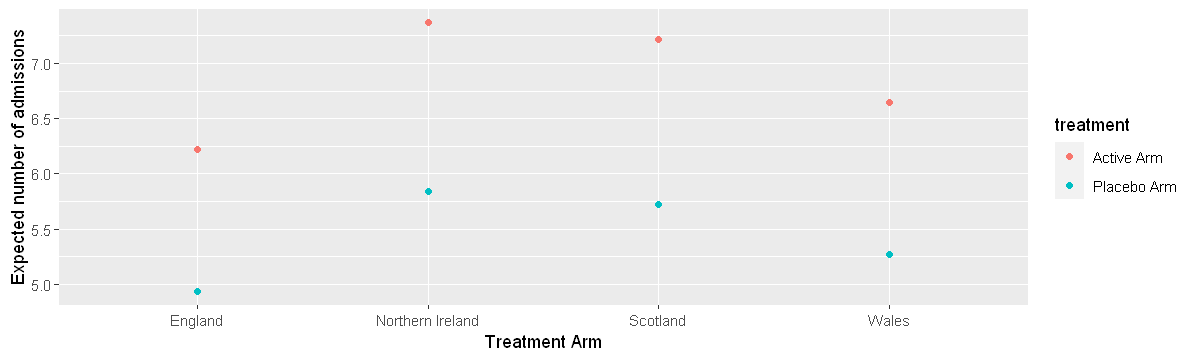 Expected number of admissions
7.0
6.5
6.0
5.5
5.0
England
Northern Ireland
Scotland
Wales
Treatment Arm
treatment
Active Arm
Placebo Arm